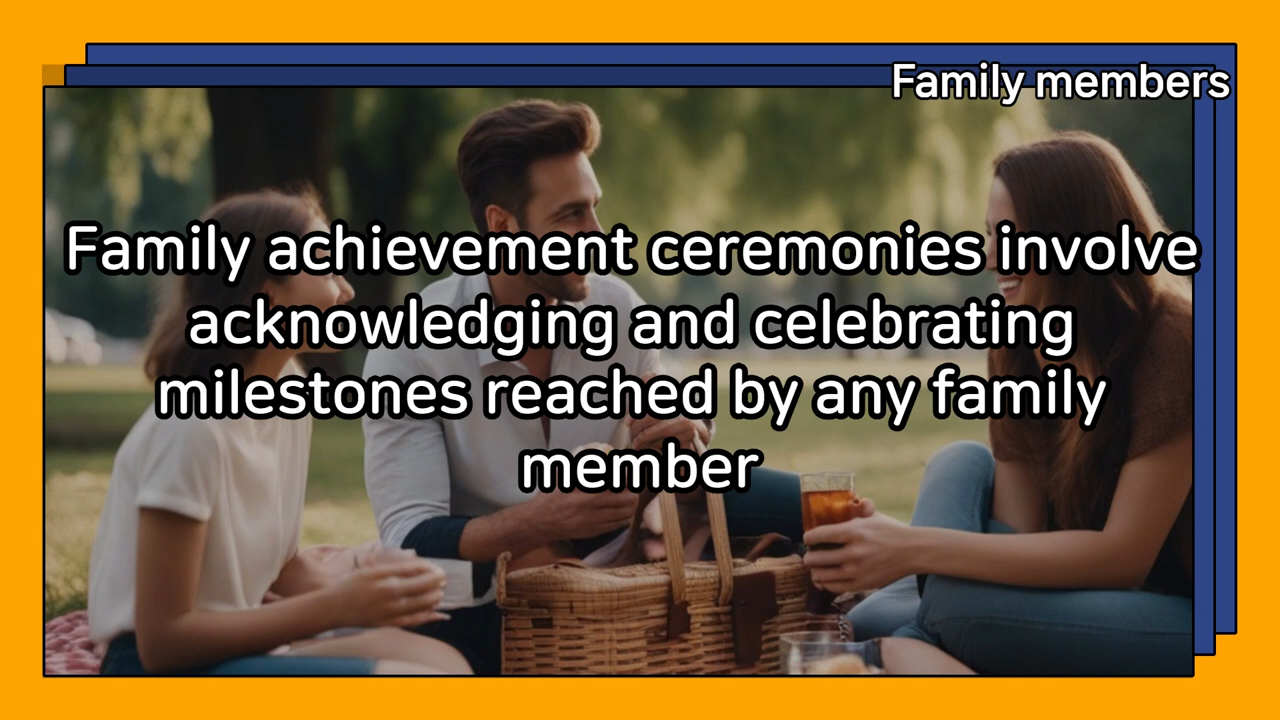 Family members
Family achievement ceremonies involve
acknowledging and celebrating
milestones reached by any family
member